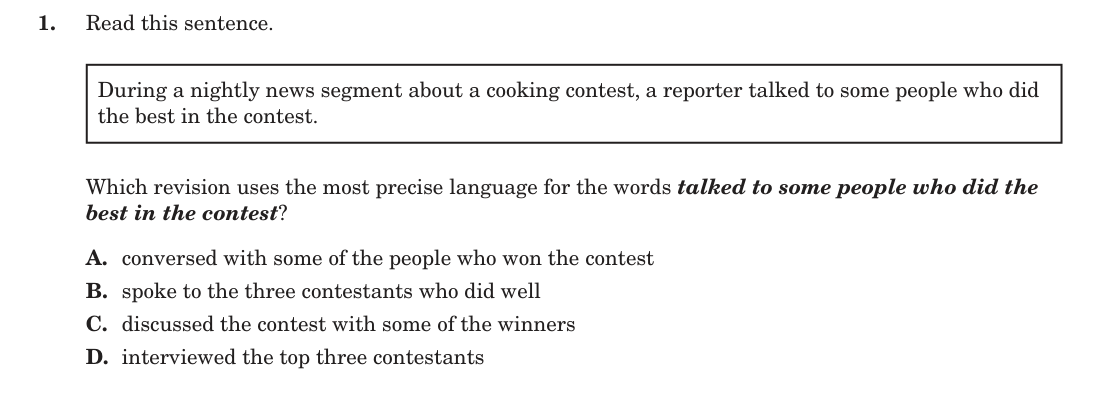 1. Read this sentence.
During a nightly news segment about a cooking contest, a reporter talked to some people who did
the best in the contest.
Which revision uses the most precise language for the words talked to some people who did the
best in the contest?
A. conversed with some of the people who won the contest
B. spoke to the three contestants who did well
C. discussed the contest with some of the winners
D. interviewed the top three contestants